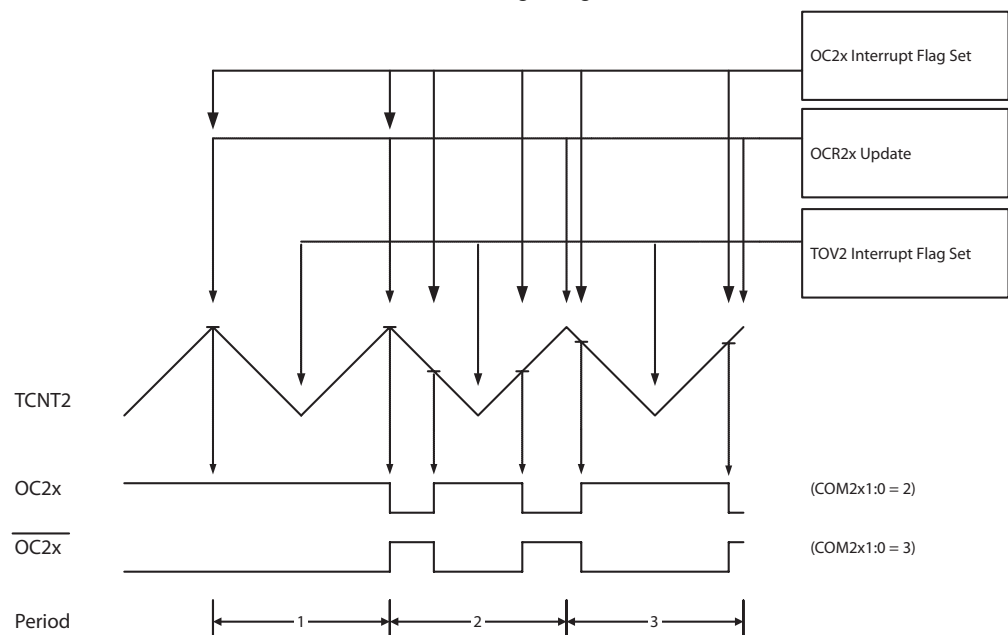 OC2x Interrupt Flag Set
OCR2x Update
TOV2 Interrupt Flag Set
TCNT2
OC2x (COM2x1:0 = 2)
OC2x (COM2x1:0 = 3)
Period 1 2 3